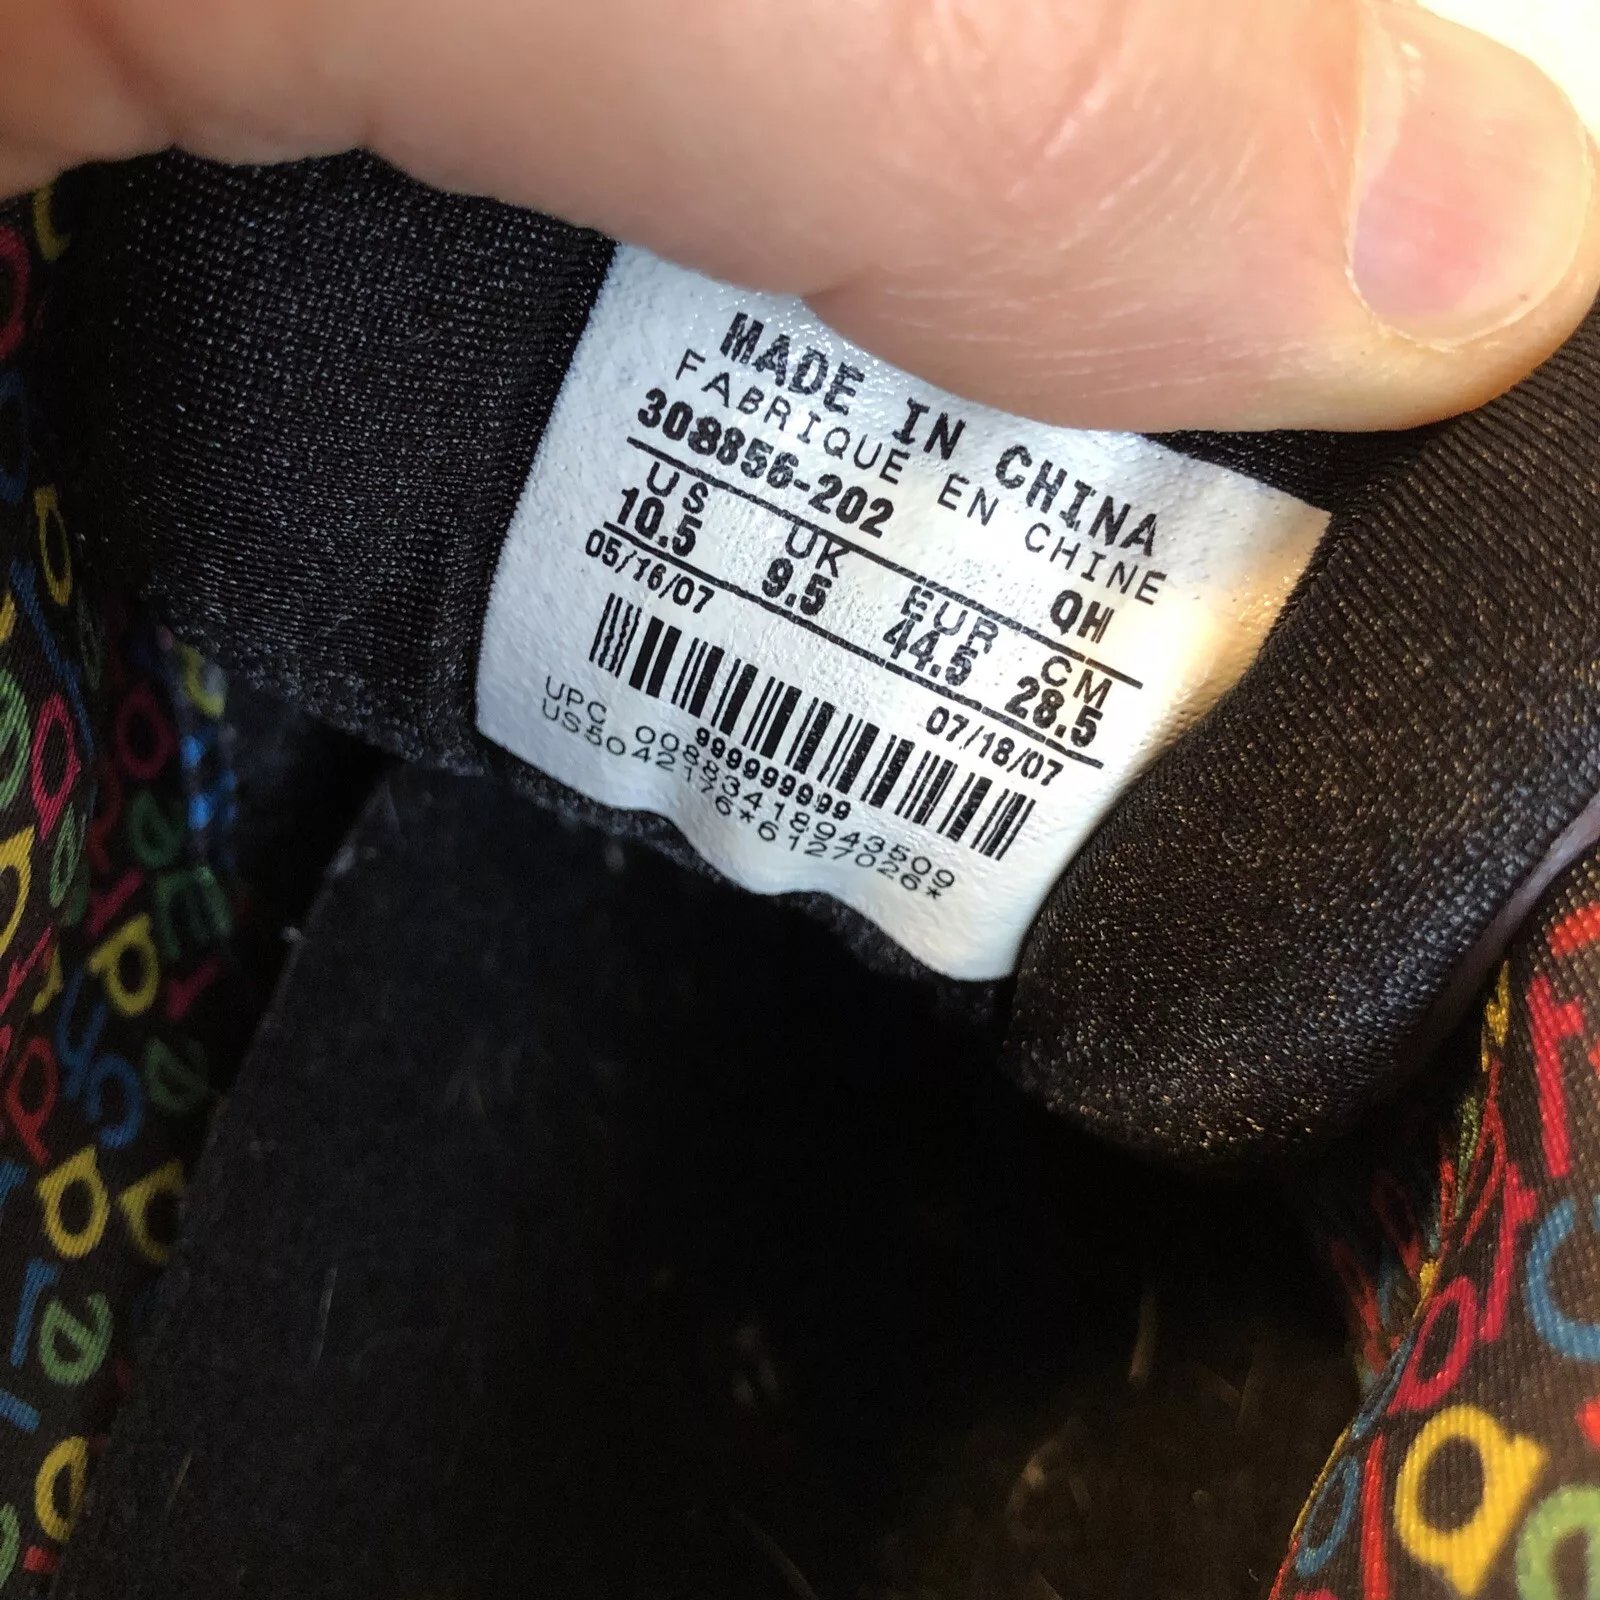 MADE IN CHINA
FABRIQUE EN CHINE
308856-202 QH
US UK EUR CM
10.5 9.5 44.5 28.5
05/16/07 07/18/07
9999999999
UPC 00883418943509
US5042176*6127026*